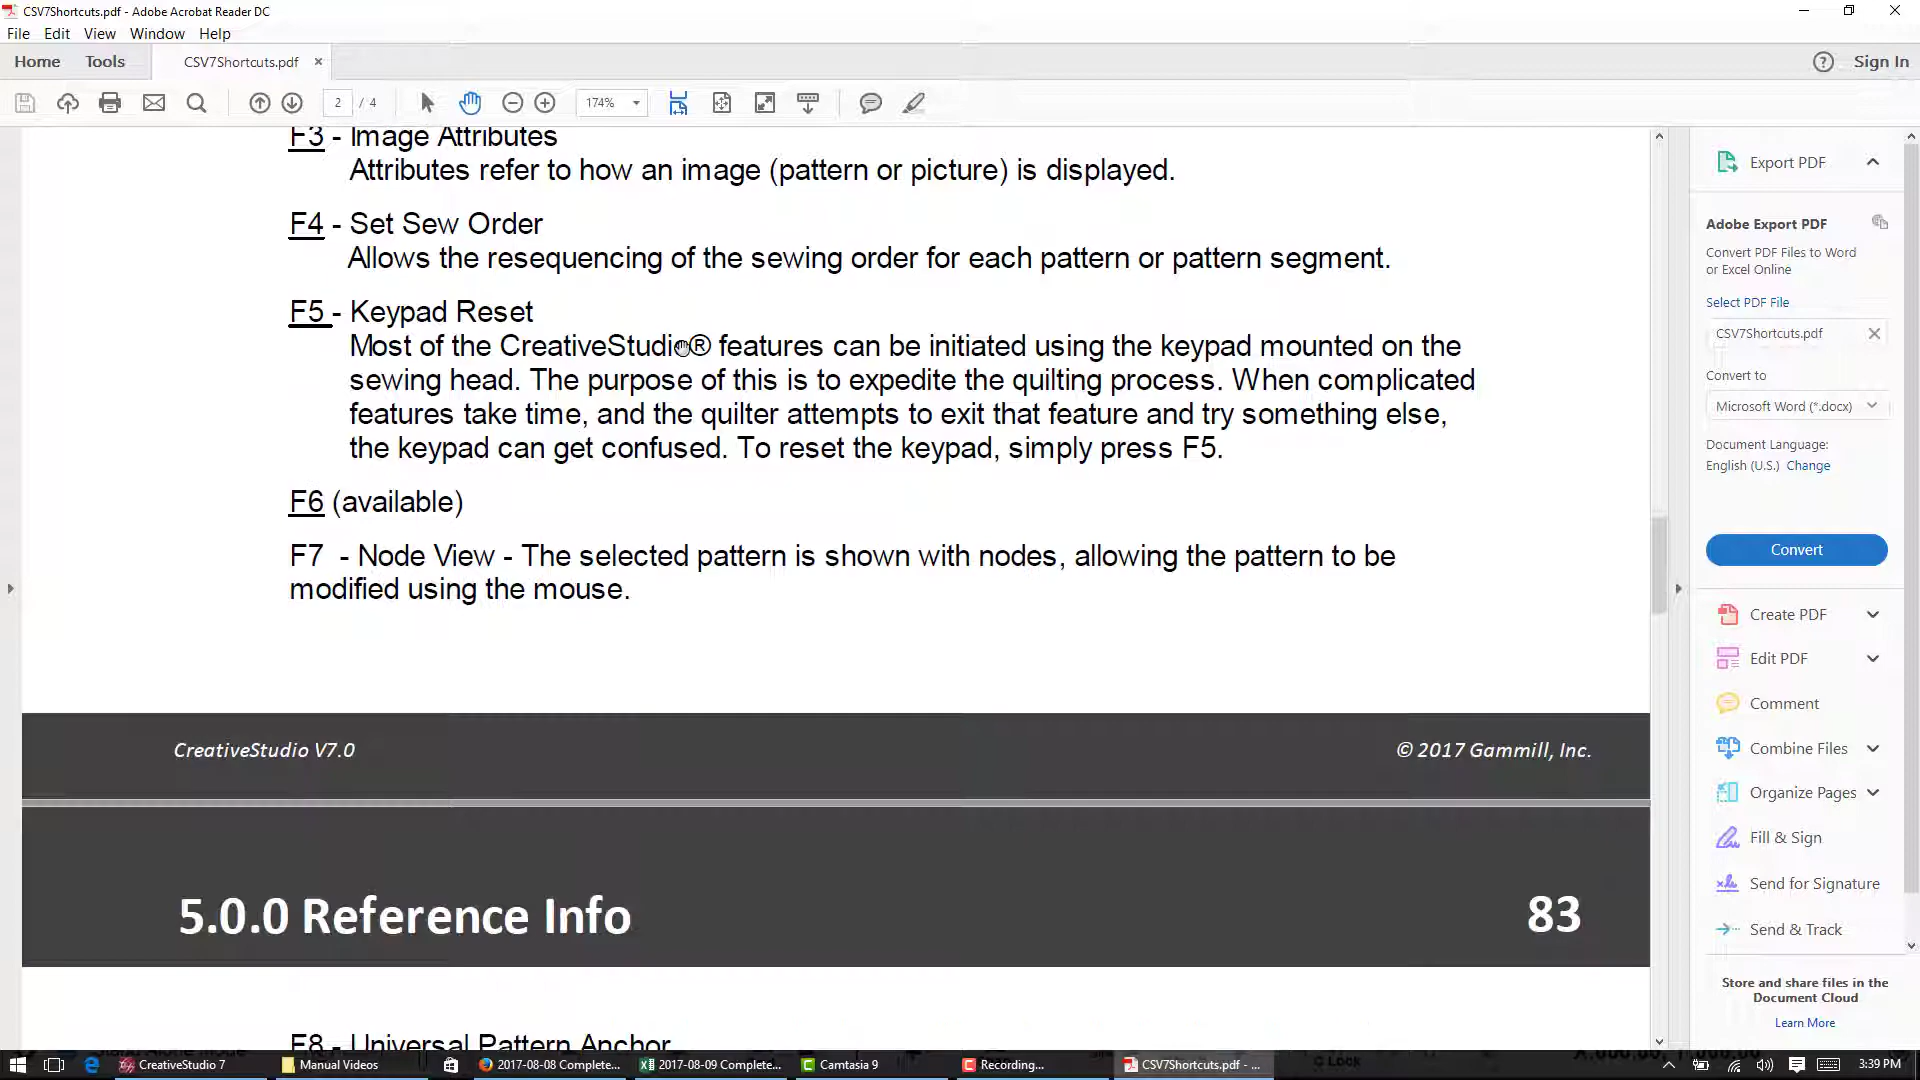 CSV7Shortcuts.pdf - Adobe Acrobat Reader DC
File Edit View Window Help
Home Tools CSV7Shortcuts.pdf × Sign In
2 / 4 174%
F3 - Image Attributes
Attributes refer to how an image (pattern or picture) is displayed.
F4 - Set Sew Order
Allows the resequencing of the sewing order for each pattern or pattern segment.
F5 - Keypad Reset
Most of the CreativeStudio® features can be initiated using the keypad mounted on the
sewing head. The purpose of this is to expedite the quilting process. When complicated
features take time, and the quilter attempts to exit that feature and try something else,
the keypad can get confused. To reset the keypad, simply press F5.
F6 (available)
F7 - Node View - The selected pattern is shown with nodes, allowing the pattern to be
modified using the mouse.
CreativeStudio V7.0 © 2017 Gammill, Inc.
5.0.0 Reference Info 83
F8 - Universal Pattern Anchor
Export PDF
Adobe Export PDF
Convert PDF Files to Word
or Excel Online
Select PDF File
CSV7Shortcuts.pdf
Convert to
Microsoft Word (*.docx)
Document Language:
English (U.S.) Change
Convert
Create PDF
Edit PDF
Comment
Combine Files
Organize Pages
Fill & Sign
Send for Signature
Send & Track
Store and share files in the
Document Cloud
Learn More
CreativeStudio 7 Manual Videos 2017-08-08 Complete... 2017-08-09 Complete... Camtasia 9 Recording... CSV7Shortcuts.pdf - ... 3:39 PM